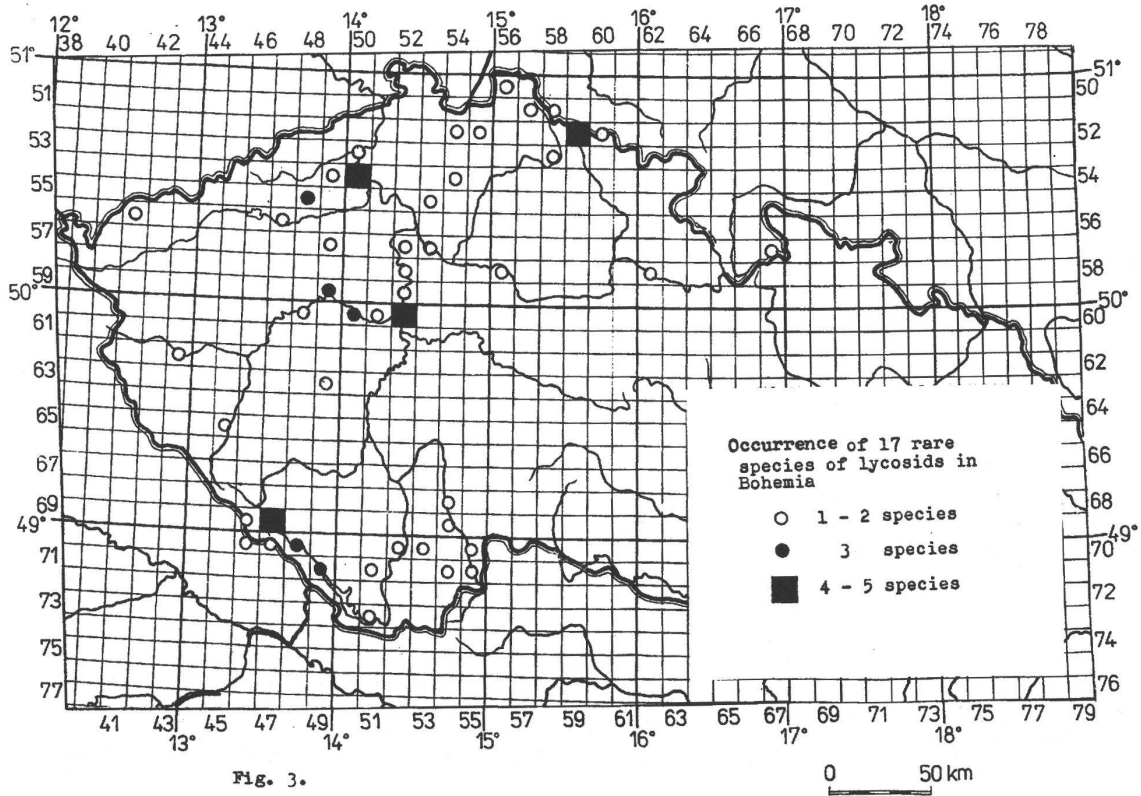 12° 13° 14° 15° 16° 17° 18°
38 40 42 44 46 48 50 52 54 56 58 60 62 64 66 68 70 72 74 76 78
51° 51°
51 50
53 52
55 54
57 56
59 58
50° 50°
61 60
63 62
65 64
67 66
69 68
49° 49°
71 70
73 72
75 74
77 76
41 43 45 47 49 51 53 55 57 59 61 63 65 67 69 71 73 75 77 79
13° 14° 15° 16° 17° 18°
Occurrence of 17 rare
species of lycosids in
Bohemia
1 - 2 species
3 species
4 - 5 species
Fig. 3.
0 50 km